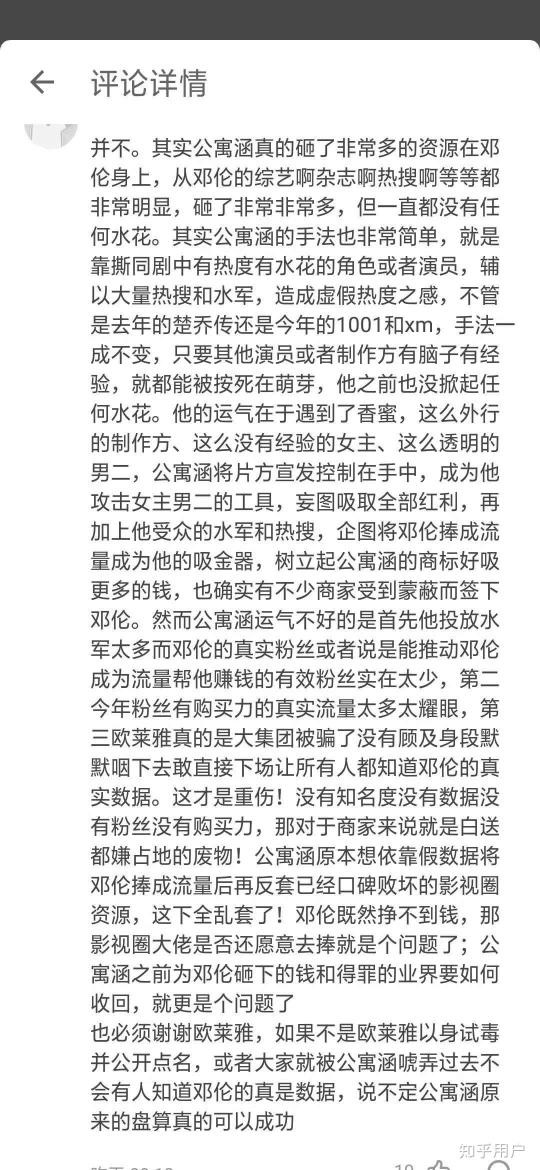 评论详情
并不。其实公寓涵真的砸了非常多的资源在邓
伦身上，从邓伦的综艺啊杂志啊热搜啊等等都
非常明显，砸了非常非常多，但一直都没有任
何水花。其实公寓涵的手法也非常简单，就是
靠撕同剧中有热度有水花的角色或者演员，辅
以大量热搜和水军，造成虚假热度之感，不管
是去年的楚乔传还是今年的1001和xm，手法一
成不变，只要其他演员或者制作方有脑子有经
验，就都能被按死在萌芽，他之前也没掀起任
何水花。他的运气在于遇到了香蜜，这么外行
的制作方、这么没有经验的女主、这么透明的
男二，公寓涵将片方宣发控制在手中，成为他
攻击女主男二的工具，妄图吸取全部红利，再
加上他受众的水军和热搜，企图将邓伦捧成流
量成为他的吸金器，树立起公寓涵的商标好吸
更多的钱，也确实有不少商家受到蒙蔽而签下
邓伦。然而公寓涵运气不好的是首先他投放水
军太多而邓伦的真实粉丝或者说是能推动邓伦
成为流量帮他赚钱的有效粉丝实在太少，第二
今年粉丝有购买力的真实流量太多太耀眼，第
三欧莱雅真的是大集团被骗了没有顾及身段默
默咽下去敢直接下场让所有人都知道邓伦的真
实数据。这才是重伤！没有知名度没有数据没
有粉丝没有购买力，那对于商家来说就是白送
都嫌占地的废物！公寓涵原本想依靠假数据将
邓伦捧成流量后再反套已经口碑败坏的影视圈
资源，这下全乱套了！邓伦既然挣不到钱，那
影视圈大佬是否还愿意去捧就是个问题了；公
寓涵之前为邓伦砸下的钱和得罪的业界要如何
收回，就更是个问题了
也必须谢谢欧莱雅，如果不是欧莱雅以身试毒
并公开点名，或者大家就被公寓涵唬弄过去不
会有人知道邓伦的真是数据，说不定公寓涵原
来的盘算真的可以成功
知乎用户